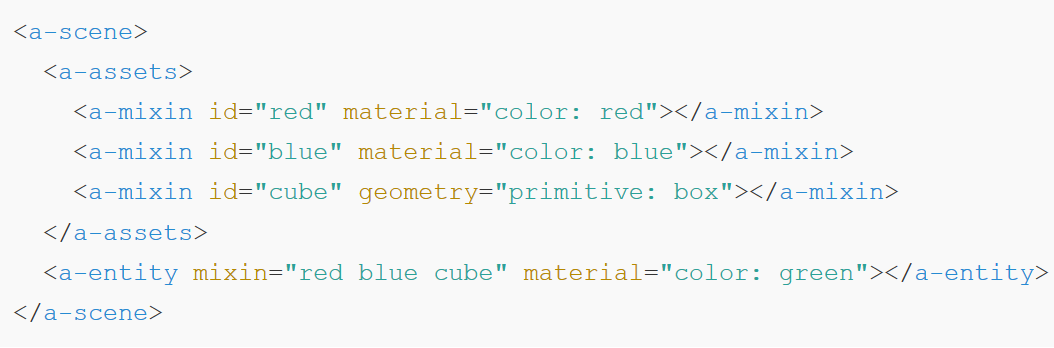 <a-scene>
  <a-assets>
    <a-mixin id="red" material="color: red"></a-mixin>
    <a-mixin id="blue" material="color: blue"></a-mixin>
    <a-mixin id="cube" geometry="primitive: box"></a-mixin>
  </a-assets>
  <a-entity mixin="red blue cube" material="color: green"></a-entity>
</a-scene>